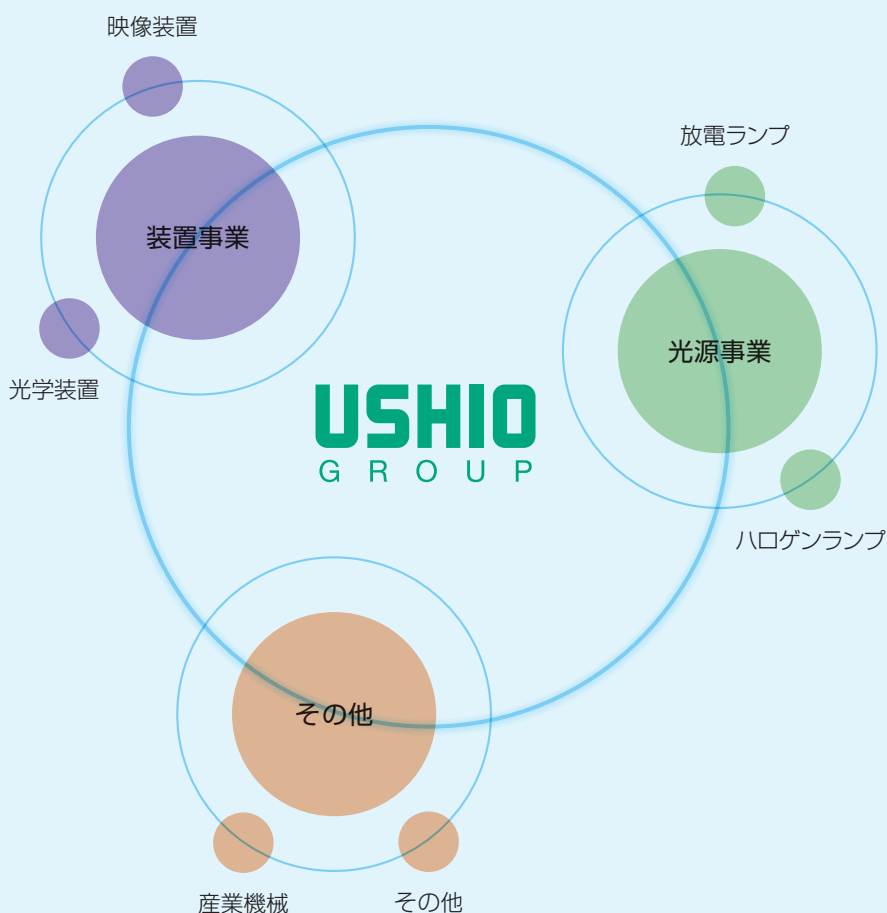 映像装置
放電ランプ
装置事業
光源事業
光学装置
USHIO
GROUP
ハロゲンランプ
その他
産業機械
その他